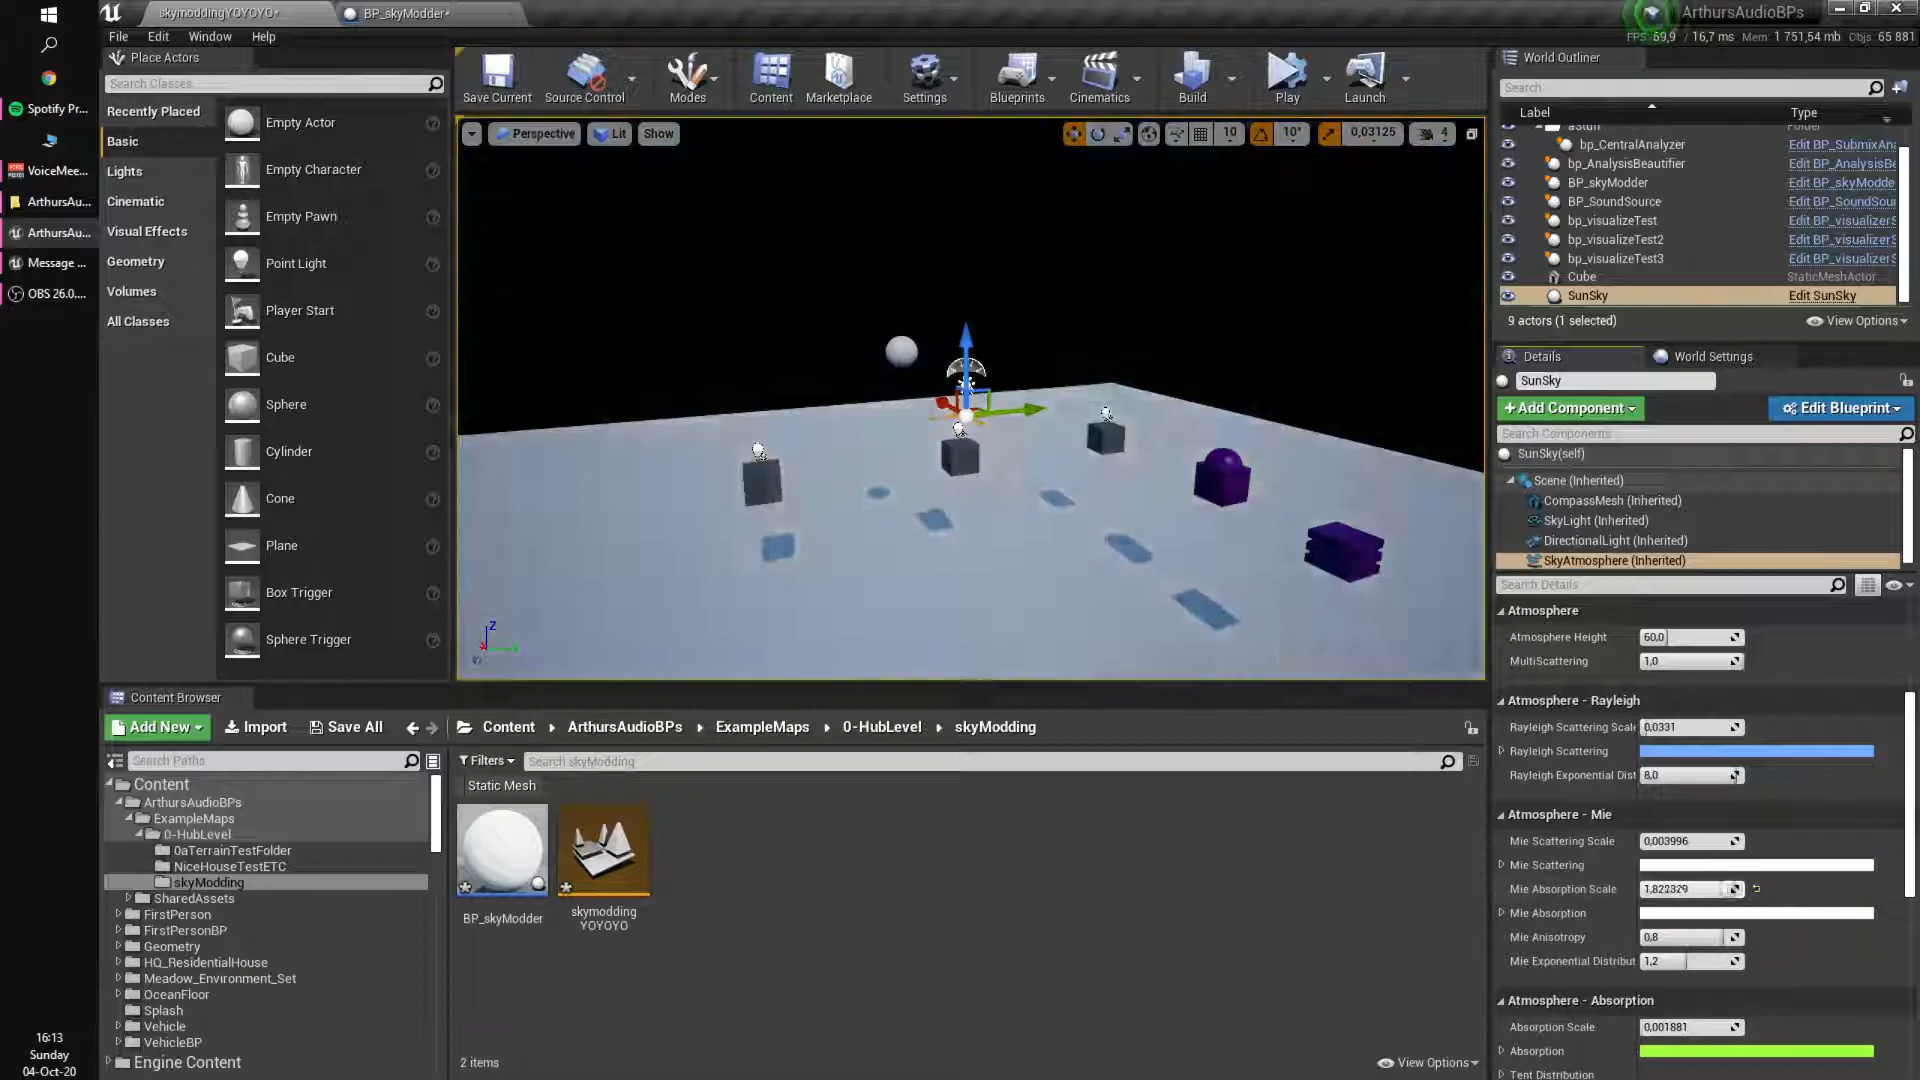 skymoddingYOYOYO*
BP_skyModder*
ArthursAudioBPs
File Edit Window Help
FPS: 69,9 / 16,7 ms Mem: 1 751,54 mb Objs: 65 881
Spotify Pr...
VoiceMee...
ArthursAu...
ArthursAu...
Message ...
OBS 26.0....
16:13
Sunday
04-Oct-20
Place Actors
Search Classes
Recently Placed
Basic
Lights
Cinematic
Visual Effects
Geometry
Volumes
All Classes
Empty Actor
Empty Character
Empty Pawn
Point Light
Player Start
Cube
Sphere
Cylinder
Cone
Plane
Box Trigger
Sphere Trigger
Save Current Source Control Modes Content Marketplace Settings Blueprints Cinematics Build Play Launch
Perspective Lit Show
10 10° 0,03125 4
Z
World Outliner
Search
Label Type
aStuff Folder
bp_CentralAnalyzer Edit BP_SubmixAna
bp_AnalysisBeautifier Edit BP_AnalysisBe
BP_skyModder Edit BP_skyModde
BP_SoundSource Edit BP_SoundSour
bp_visualizeTest Edit BP_visualizerS
bp_visualizeTest2 Edit BP_visualizerS
bp_visualizeTest3 Edit BP_visualizerS
Cube StaticMeshActor
SunSky Edit SunSky
9 actors (1 selected) View Options
Details World Settings
SunSky
+Add Component Edit Blueprint
Search Components
SunSky(self)
Scene (Inherited)
CompassMesh (Inherited)
SkyLight (Inherited)
DirectionalLight (Inherited)
SkyAtmosphere (Inherited)
Search Details
Atmosphere
Atmosphere Height 60,0
MultiScattering 1,0
Atmosphere - Rayleigh
Rayleigh Scattering Scale 0,0331
Rayleigh Scattering
Rayleigh Exponential Dist 8,0
Atmosphere - Mie
Mie Scattering Scale 0,003996
Mie Scattering
Mie Absorption Scale 1,822329
Mie Absorption
Mie Anisotropy 0,8
Mie Exponential Distribut 1,2
Atmosphere - Absorption
Absorption Scale 0,001881
Absorption
Tent Distribution
Content Browser
Add New Import Save All Content ArthursAudioBPs ExampleMaps 0-HubLevel skyModding
Search Paths
Filters Search skyModding
Static Mesh
Content
ArthursAudioBPs
ExampleMaps
0-HubLevel
0aTerrainTestFolder
NiceHouseTestETC
skyModding
SharedAssets
FirstPerson
FirstPersonBP
Geometry
HQ_ResidentialHouse
Meadow_Environment_Set
OceanFloor
Splash
Vehicle
VehicleBP
Engine Content
BP_skyModder
skymodding
YOYOYO
2 items View Options